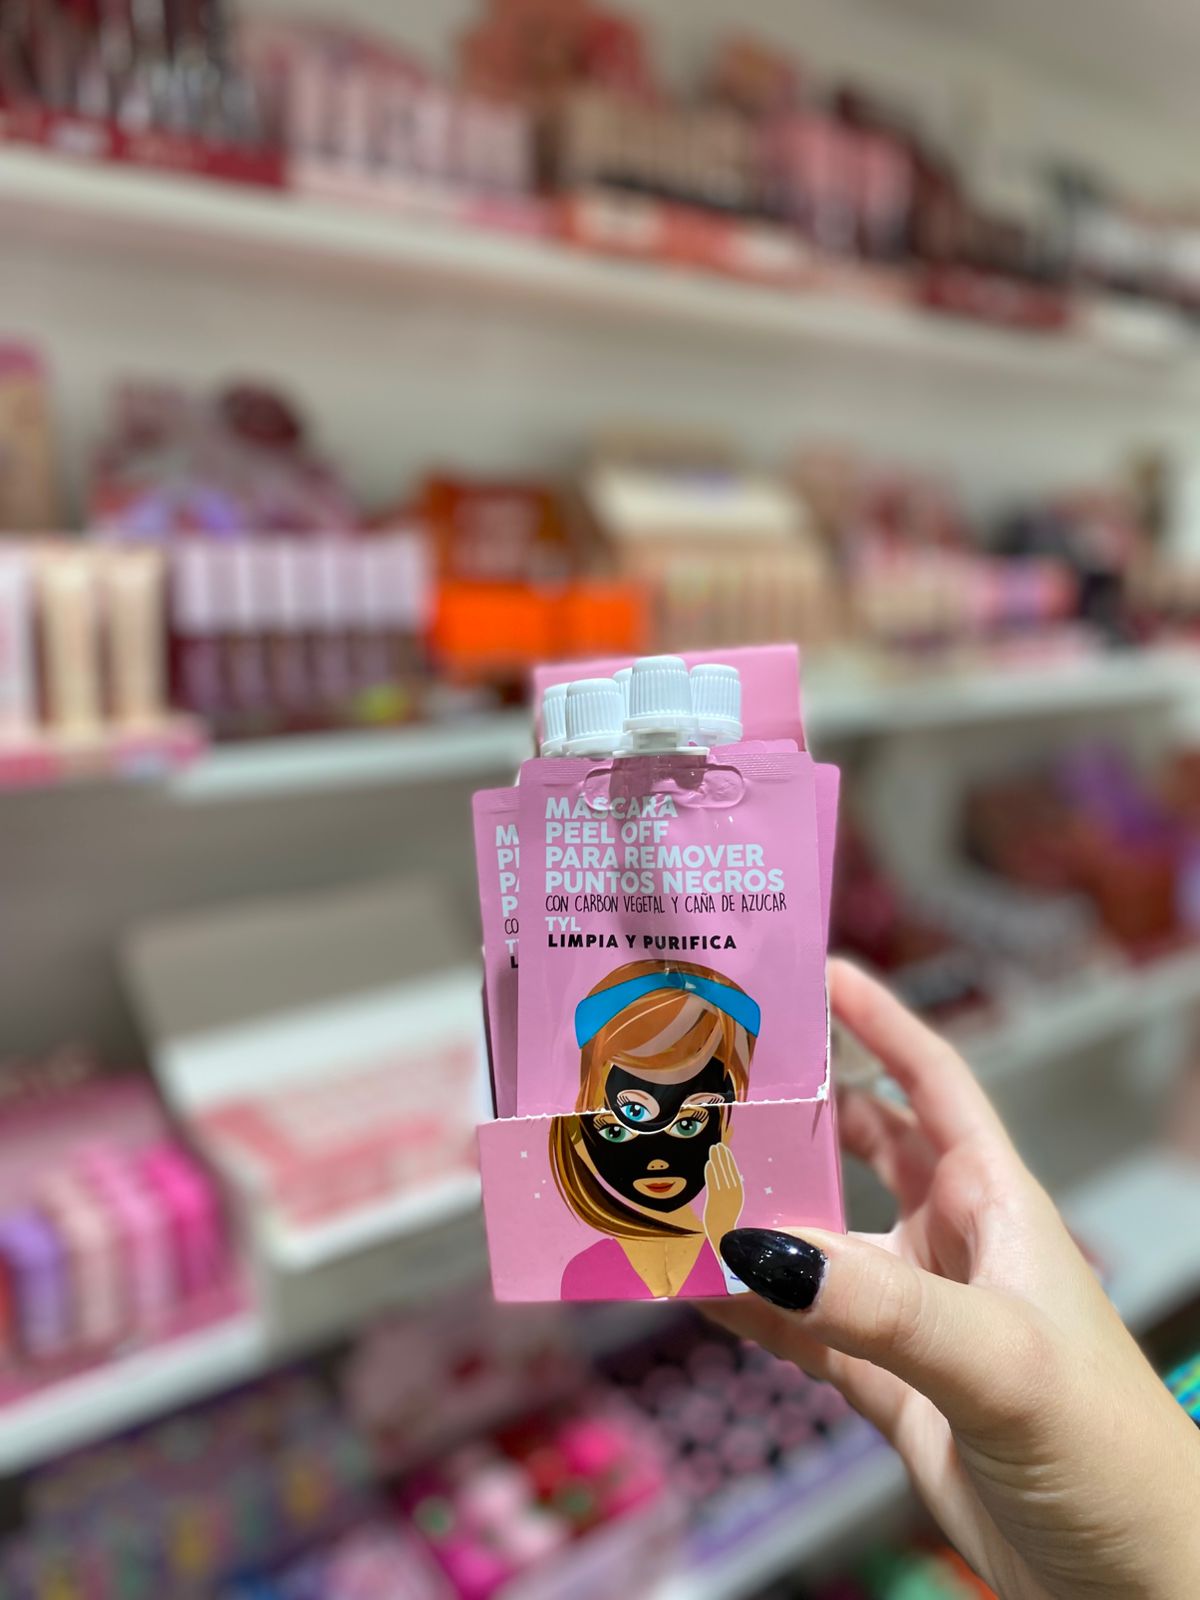 MÁSCARA
PEEL OFF
PARA REMOVER
PUNTOS NEGROS
CON CARBON VEGETAL Y CAÑA DE AZUCAR
TYL
LIMPIA Y PURIFICA